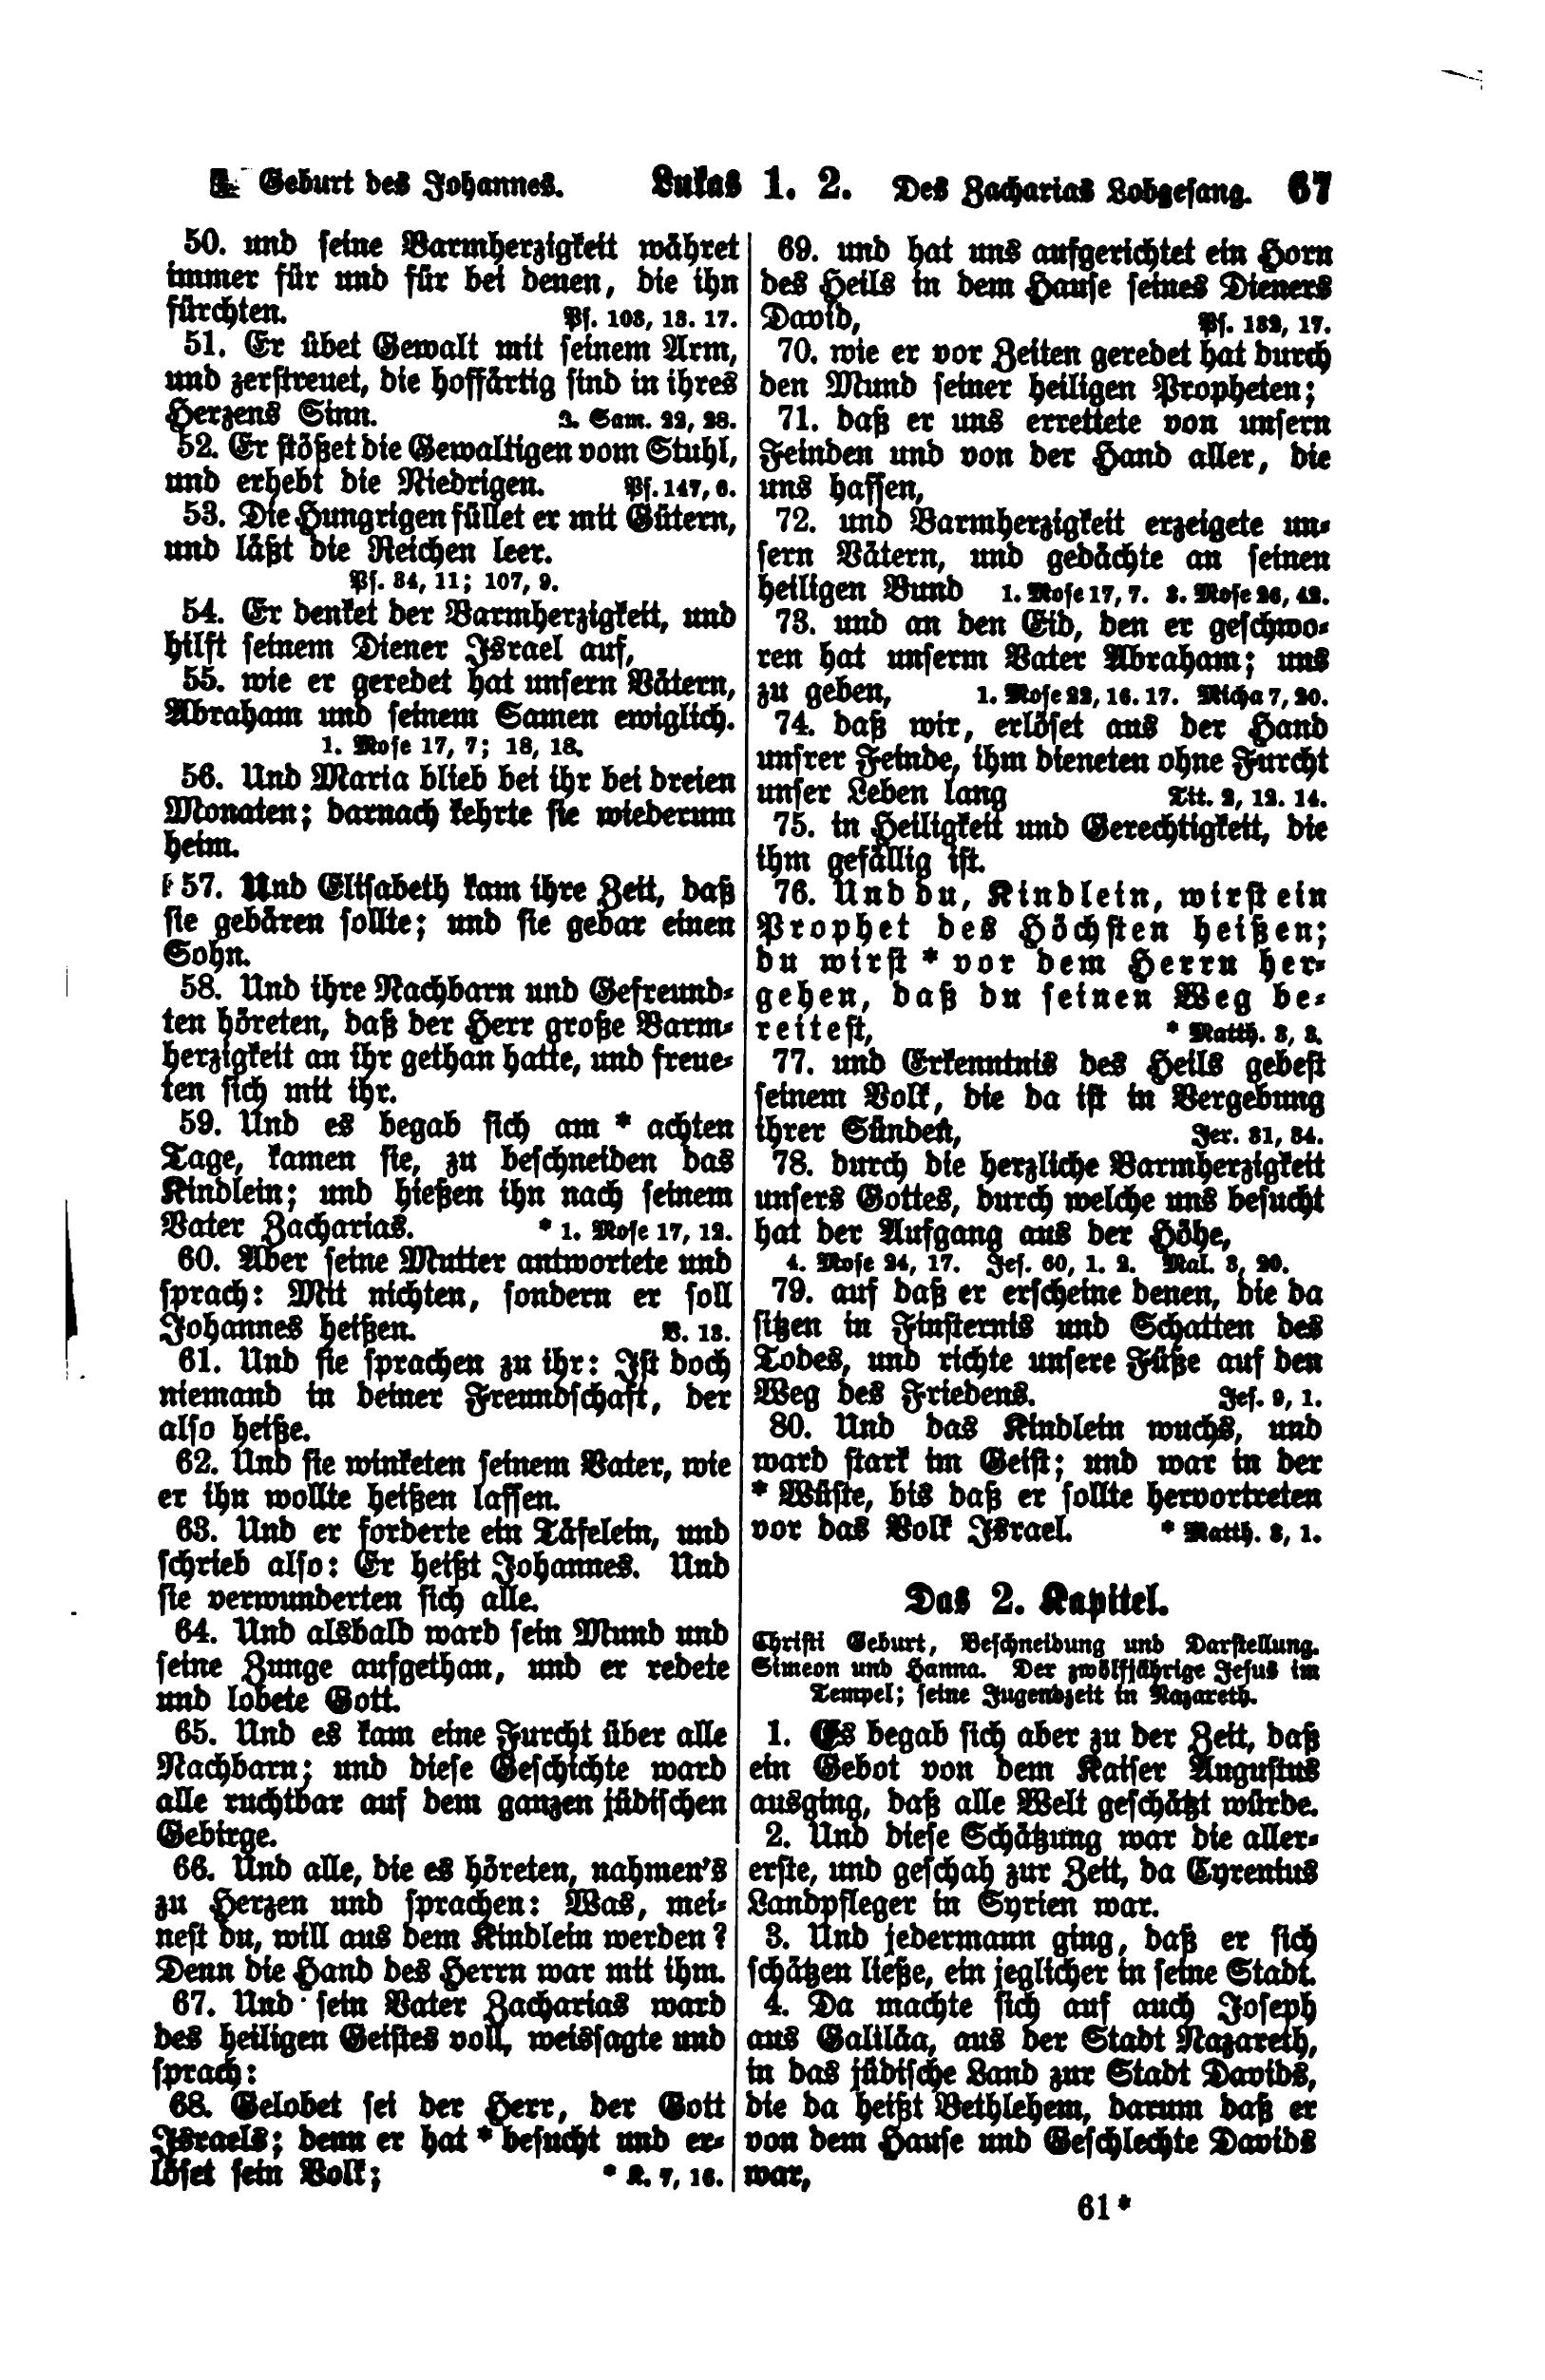 Geburt des Johannes. Lukas 1. 2. Des Zacharias Lobgesang. 67
50. und seine Barmherzigkeit währet
immer für und für bei denen, die ihn
fürchten. Ps. 103, 13. 17.
51. Er übet Gewalt mit seinem Arm,
und zerstreuet, die hoffärtig sind in ihres
Herzens Sinn. 2. Sam. 22, 28.
52. Er stößet die Gewaltigen vom Stuhl,
und erhebt die Niedrigen. Ps. 147, 6.
53. Die Hungrigen füllet er mit Gütern,
und läßt die Reichen leer.
Ps. 34, 11; 107, 9.
54. Er denket der Barmherzigkeit, und
hilft seinem Diener Israel auf,
55. wie er geredet hat unsern Vätern,
Abraham und seinem Samen ewiglich.
1. Mose 17, 7; 18, 18.
56. Und Maria blieb bei ihr bei dreien
Monaten; darnach kehrte sie wiederum
heim.
57. Und Elisabeth kam ihre Zeit, daß
sie gebären sollte; und sie gebar einen
Sohn.
58. Und ihre Nachbarn und Gefreund-
ten höreten, daß der Herr große Barm-
herzigkeit an ihr gethan hatte, und freue-
ten sich mit ihr.
59. Und es begab sich am * achten
Tage, kamen sie, zu beschneiden das
Kindlein; und hießen ihn nach seinem
Vater Zacharias. * 1. Mose 17, 12.
60. Aber seine Mutter antwortete und
sprach: Mit nichten, sondern er soll
Johannes heißen. V. 13.
61. Und sie sprachen zu ihr: Ist doch
niemand in deiner Freundschaft, der
also heiße.
62. Und sie winketen seinem Vater, wie
er ihn wollte heißen lassen.
63. Und er forderte ein Täfelein, und
schrieb also: Er heißt Johannes. Und
sie verwunderten sich alle.
64. Und alsbald ward sein Mund und
seine Zunge aufgethan, und er redete
und lobete Gott.
65. Und es kam eine Furcht über alle
Nachbarn; und diese Geschichte ward
alle ruchtbar auf dem ganzen jüdischen
Gebirge.
66. Und alle, die es höreten, nahmen's
zu Herzen und sprachen: Was, mei-
nest du, will aus dem Kindlein werden?
Denn die Hand des Herrn war mit ihm.
67. Und sein Vater Zacharias ward
des heiligen Geistes voll, weissagte und
sprach:
68. Gelobet sei der Herr, der Gott
Israels; denn er hat * besucht und er-
löset sein Volk; * K. 7, 16.
69. und hat uns aufgerichtet ein Horn
des Heils in dem Hause seines Dieners
David, Ps. 132, 17.
70. wie er vor Zeiten geredet hat durch
den Mund seiner heiligen Propheten;
71. daß er uns errettete von unsern
Feinden und von der Hand aller, die
uns hassen,
72. und Barmherzigkeit erzeigete un-
sern Vätern, und gedächte an seinen
heiligen Bund 1. Mose 17, 7. 3. Mose 26, 42.
73. und an den Eid, den er geschwo-
ren hat unserm Vater Abraham; uns
zu geben, 1. Mose 22, 16. 17. Micha 7, 20.
74. daß wir, erlöset aus der Hand
unsrer Feinde, ihm dieneten ohne Furcht
unser Leben lang Tit. 2, 12. 14.
75. in Heiligkeit und Gerechtigkeit, die
ihm gefällig ist.
76. Und du, Kindlein, wirst ein
Prophet des Höchsten heißen;
du wirst * vor dem Herrn her-
gehen, daß du seinen Weg be-
reitest, * Matth. 3, 3.
77. und Erkenntnis des Heils gebest
seinem Volk, die da ist in Vergebung
ihrer Sünden, Jer. 31, 34.
78. durch die herzliche Barmherzigkeit
unsers Gottes, durch welche uns besucht
hat der Aufgang aus der Höhe,
4. Mose 24, 17. Jes. 60, 1. 2. Mal. 3, 20.
79. auf daß er erscheine denen, die da
sitzen in Finsternis und Schatten des
Todes, und richte unsere Füße auf den
Weg des Friedens. Jes. 9, 1.
80. Und das Kindlein wuchs, und
ward stark im Geist; und war in der
* Wüste, bis daß er sollte hervortreten
vor das Volk Israel. * Matth. 3, 1.
Das 2. Kapitel.
Christi Geburt, Beschneidung und Darstellung.
Simeon und Hanna. Der zwölfjährige Jesus im
Tempel; seine Jugendzeit in Nazareth.
1. Es begab sich aber zu der Zeit, daß
ein Gebot von dem Kaiser Augustus
ausging, daß alle Welt geschätzt würde.
2. Und diese Schätzung war die aller-
erste, und geschah zur Zeit, da Cyrenius
Landpfleger in Syrien war.
3. Und jedermann ging, daß er sich
schätzen ließe, ein jeglicher in seine Stadt.
4. Da machte sich auf auch Joseph
aus Galiläa, aus der Stadt Nazareth,
in das jüdische Land zur Stadt Davids,
die da heißt Bethlehem, darum daß er
von dem Hause und Geschlechte Davids
war,
61*